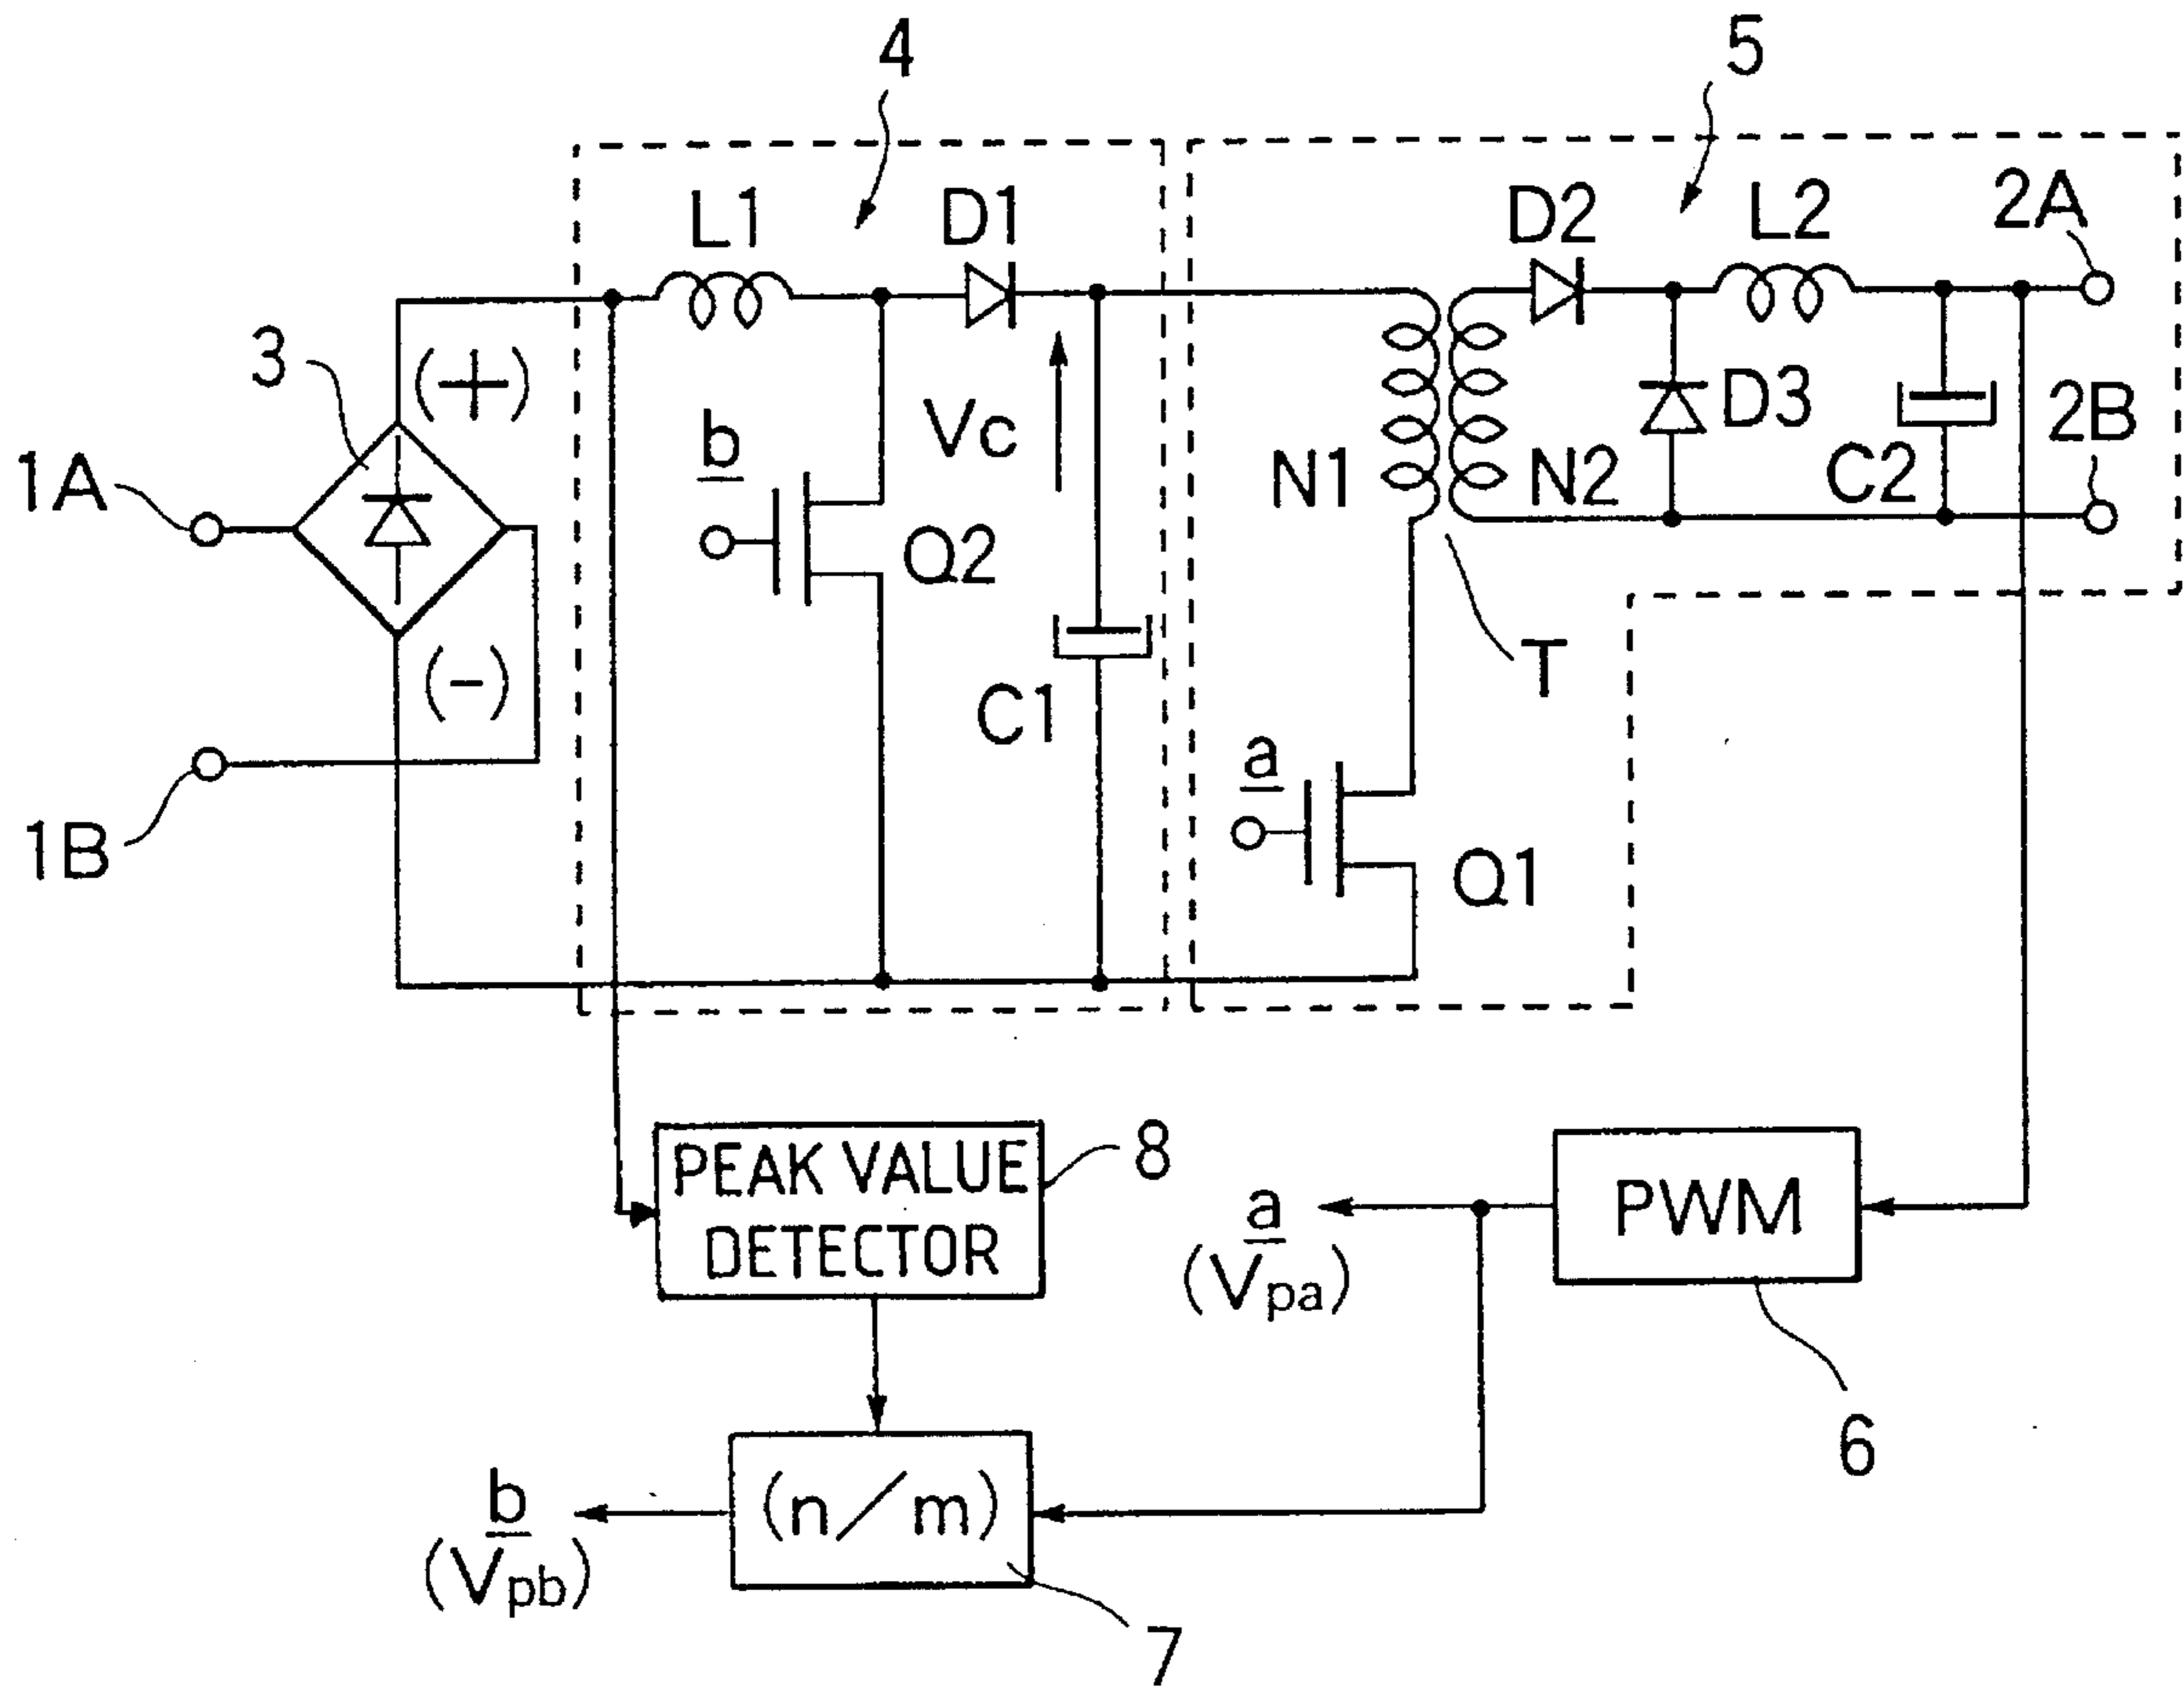 4
5
L1
D1
D2
L2
2A
3
(+)
b
Vc
D3
2B
1A
N1
N2
C2
Q2
(-)
T
C1
a
1B
Q1
PEAK VALUE
DETECTOR
8
a
(Vpa)
PWM
6
b
(Vpb)
(n/m)
7